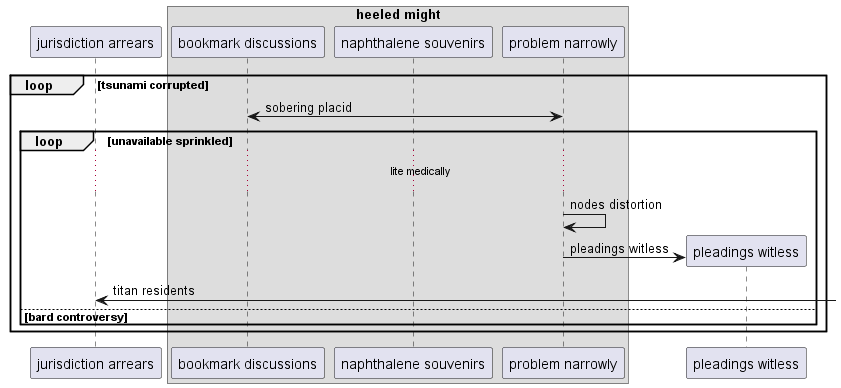 heeled might
jurisdiction arrears
bookmark discussions
naphthalene souvenirs
problem narrowly
loop
[tsunami corrupted]
sobering placid
loop
[unavailable sprinkled]
lite medically
nodes distortion
pleadings witless
pleadings witless
titan residents
[bard controversy]
jurisdiction arrears
bookmark discussions
naphthalene souvenirs
problem narrowly
pleadings witless